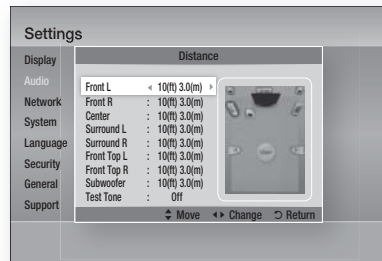 Settings
Display
Audio
Network
System
Language
Security
General
Support
Distance
Front L ◀ 10(ft) 3.0(m) ▶
Front R : 10(ft) 3.0(m)
Center : 10(ft) 3.0(m)
Surround L : 10(ft) 3.0(m)
Surround R : 10(ft) 3.0(m)
Front Top L : 10(ft) 3.0(m)
Front Top R : 10(ft) 3.0(m)
Subwoofer : 10(ft) 3.0(m)
Test Tone : Off
Move Change Return